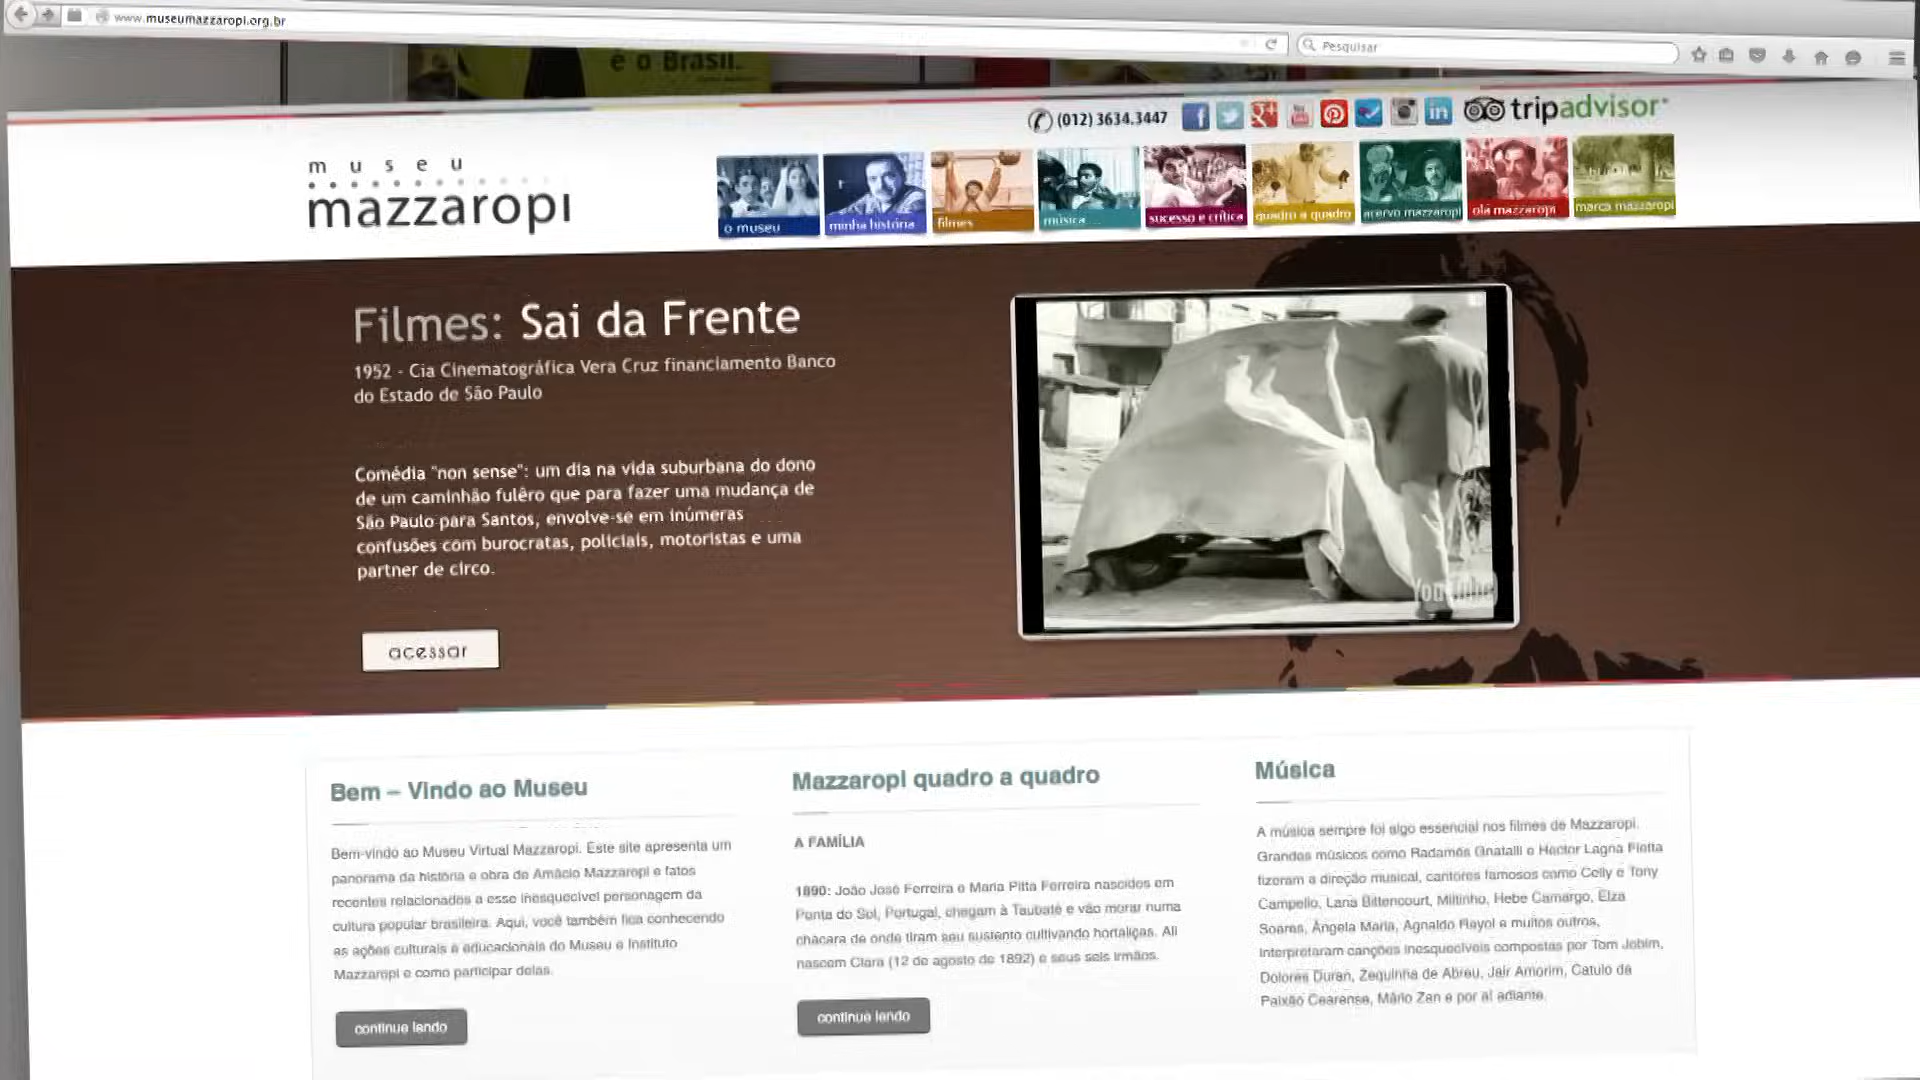 www.museumazzaropi.org.br
Pesquisar
é o Brasil.
(012) 3634.3447
tripadvisor
museu
mazzaropi
o museu
minha história
filmes
música
sucesso e crítica
quadro a quadro
acervo mazzaropi
olá mazzaropi
marca mazzaropi
Filmes: Sai da Frente
1952 - Cia Cinematográfica Vera Cruz financiamento Banco
do Estado de São Paulo
Comédia "non sense": um dia na vida suburbana do dono
de um caminhão fulêro que para fazer uma mudança de
São Paulo para Santos, envolve-se em inúmeras
confusões com burocratas, policiais, motoristas e uma
partner de circo.
YouTube
acessar
Bem – Vindo ao Museu
Bem-vindo ao Museu Virtual Mazzaropi. Este site apresenta um
panorama da história e obra de Amácio Mazzaropi e fatos
recentes relacionados a esse inesquecível personagem da
cultura popular brasileira. Aqui, você também fica conhecendo
as ações culturais e educacionais do Museu e Instituto
Mazzaropi e como participar delas.
continue lendo
Mazzaropi quadro a quadro
A FAMÍLIA
1890: João José Ferreira e Maria Pitta Ferreira nascidos em
Ponta do Sol, Portugal, chegam à Taubaté e vão morar numa
chácara de onde tiram seu sustento cultivando hortaliças. Ali
nascem Clara (12 de agosto de 1892) e seus seis irmãos.
continue lendo
Música
A música sempre foi algo essencial nos filmes de Mazzaropi.
Grandes músicos como Radamés Gnatalli e Hector Lagna Fietta
fizeram a direção musical, cantores famosos como Celly e Tony
Campello, Lana Bittencourt, Miltinho, Hebe Camargo, Elza
Soares, Ângela Maria, Agnaldo Rayol e muitos outros,
interpretaram canções inesquecíveis compostas por Tom Jobim,
Dolores Duran, Zequinha de Abreu, Jair Amorim, Catulo da
Paixão Cearense, Mário Zan e por aí adiante.